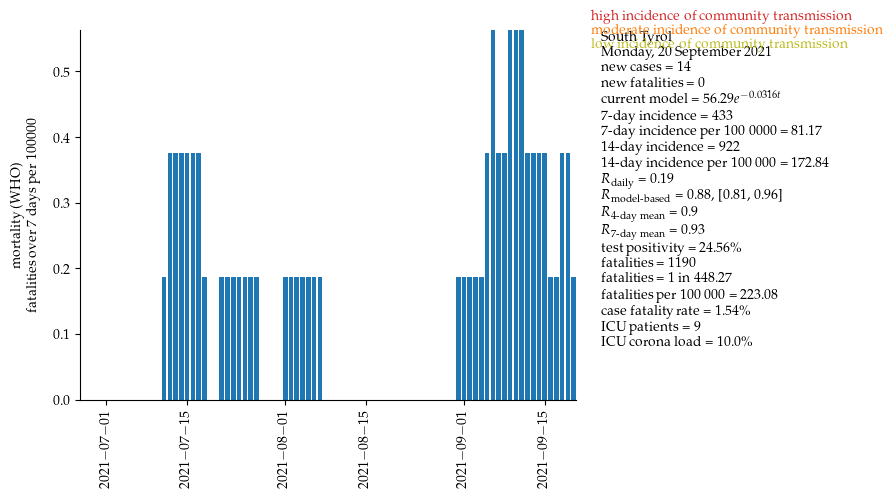 high incidence of community transmission
moderate incidence of community transmission
South Tyrol
low incidence of community transmission
Monday, 20 September 2021
new cases = 14
new fatalities = 0
current model = 56.29e^{−0.0316t}
7-day incidence = 433
7-day incidence per 100 0000 = 81.17
14-day incidence = 922
14-day incidence per 100 000 = 172.84
R_daily = 0.19
R_model-based = 0.88, [0.81, 0.96]
R_4-day mean = 0.9
R_7-day mean = 0.93
test positivity = 24.56%
fatalities = 1190
fatalities = 1 in 448.27
fatalities per 100 000 = 223.08
case fatality rate = 1.54%
ICU patients = 9
ICU corona load = 10.0%
mortality (WHO)
fatalities over 7 days per 100000
0.5
0.4
0.3
0.2
0.1
0.0
2021−07−01
2021−07−15
2021−08−01
2021−08−15
2021−09−01
2021−09−15